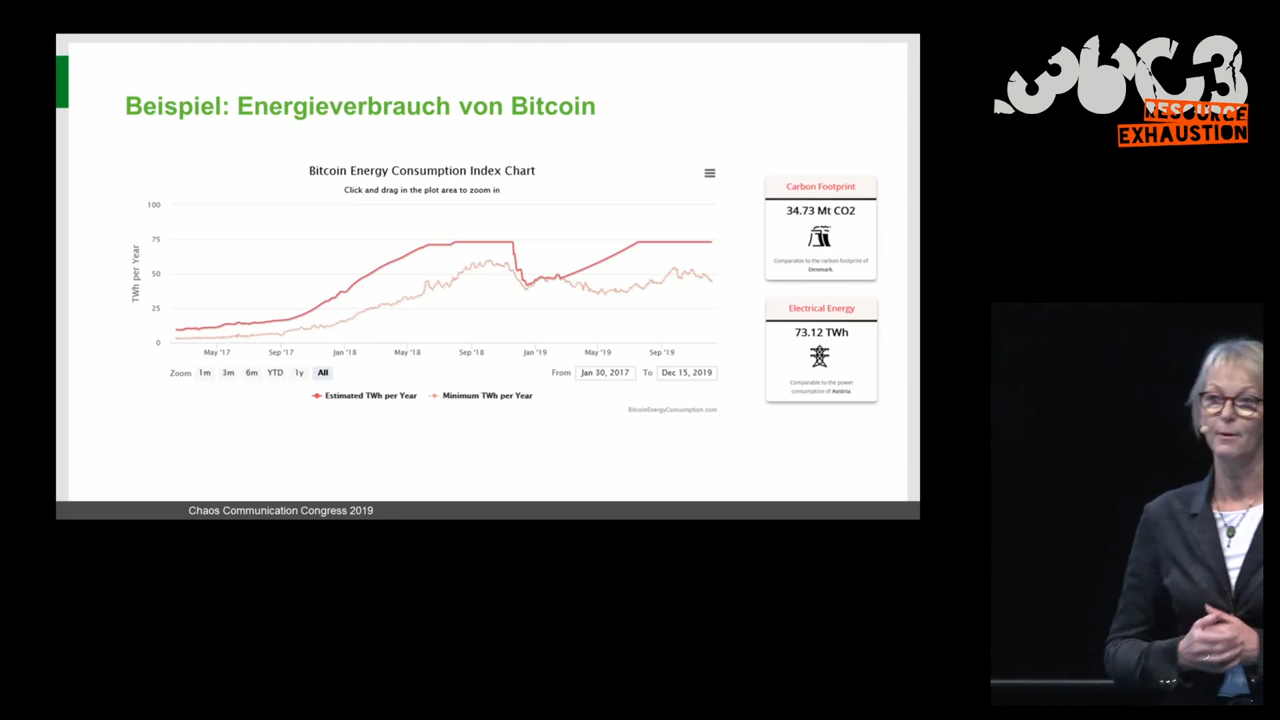 36C3
RESOURCE
EXHAUSTION
Beispiel: Energieverbrauch von Bitcoin
Bitcoin Energy Consumption Index Chart
Click and drag in the plot area to zoom in
TWh per Year
100
75
50
25
0
May '17
Sep '17
Jan '18
May '18
Sep '18
Jan '19
May '19
Sep '19
Zoom 1m 3m 6m YTD 1y All
From Jan 30, 2017 To Dec 15, 2019
Estimated TWh per Year
Minimum TWh per Year
BitcoinEnergyConsumption.com
Carbon Footprint
34.73 Mt CO2
Comparable to the carbon footprint of
Denmark.
Electrical Energy
73.12 TWh
Comparable to the power
consumption of Austria.
Chaos Communication Congress 2019